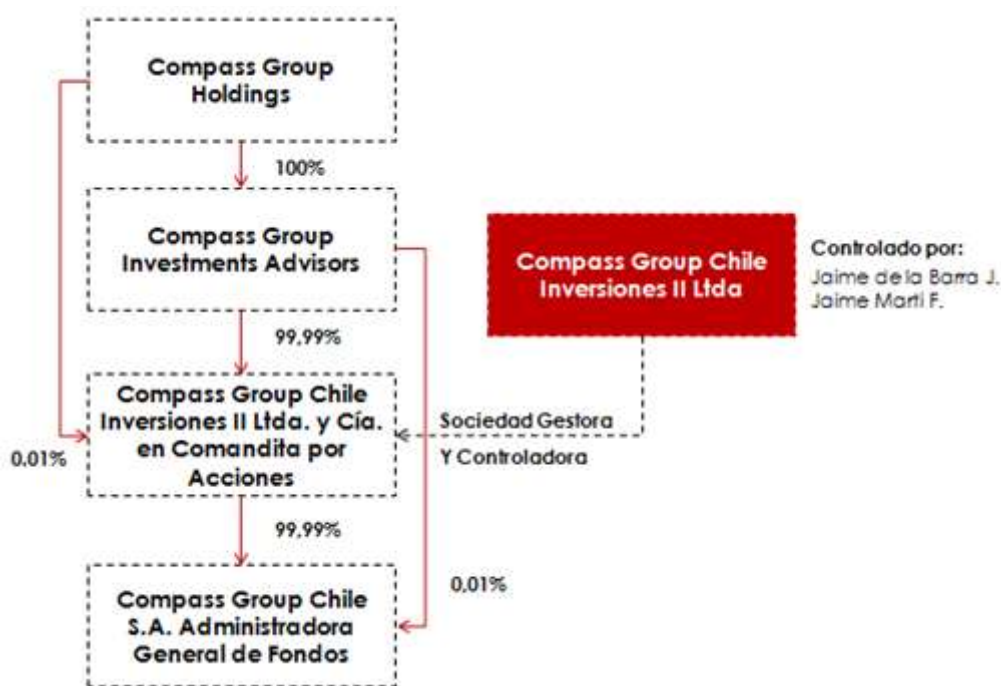 Compass Group
Holdings
100%
Compass Group
Investments Advisors
Compass Group Chile
Inversiones II Ltda
Controlado por:
Jaime de la Barra J.
Jaime Martí F.
99,99%
Compass Group Chile
Inversiones II Ltda. y Cía.
en Comandita por
Acciones
Sociedad Gestora
Y Controladora
0,01%
99,99%
0,01%
Compass Group Chile
S.A. Administradora
General de Fondos